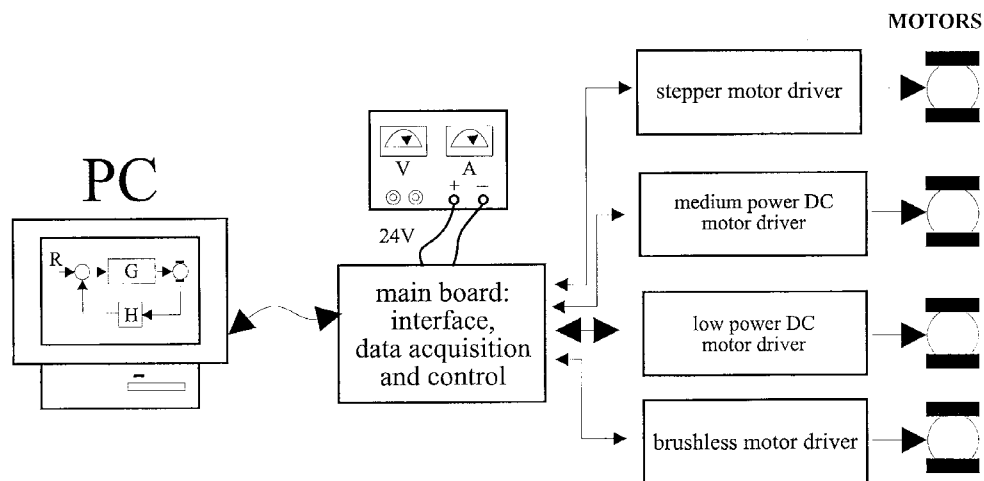 MOTORS
stepper motor driver
V
A
+
−
PC
medium power DC
motor driver
24V
R
G
H
main board:
interface,
data acquisition
and control
low power DC
motor driver
brushless motor driver